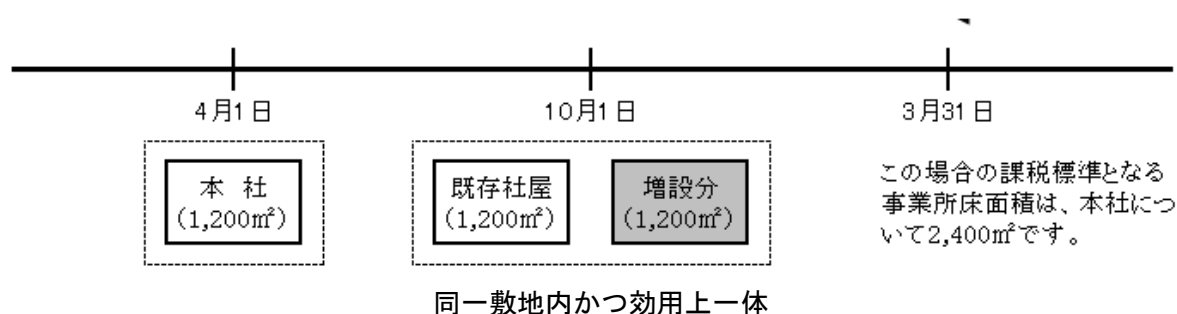 4月1日
10月1日
3月31日
本 社
(1,200㎡)
既存社屋
(1,200㎡)
増設分
(1,200㎡)
この場合の課税標準となる
事業所床面積は、本社につ
いて2,400㎡です。
同一敷地内かつ効用上一体